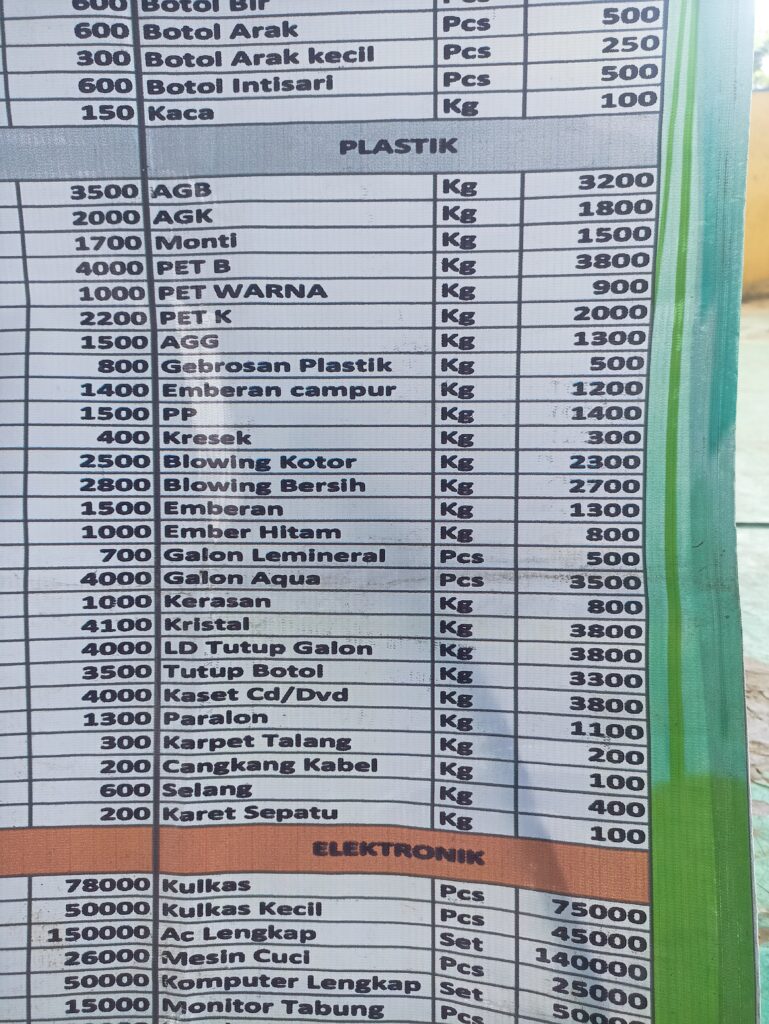 600 Botol Bir Pcs
600 Botol Arak Pcs 500
300 Botol Arak kecil Pcs 250
600 Botol Intisari Pcs 500
150 Kaca Kg 100
PLASTIK
3500 AGB Kg 3200
2000 AGK Kg 1800
1700 Monti Kg 1500
4000 PET B Kg 3800
1000 PET WARNA Kg 900
2200 PET K Kg 2000
1500 AGG Kg 1300
800 Gebrosan Plastik Kg 500
1400 Emberan campur Kg 1200
1500 PP Kg 1400
400 Kresek Kg 300
2500 Blowing Kotor Kg 2300
2800 Blowing Bersih Kg 2700
1500 Emberan Kg 1300
1000 Ember Hitam Kg 800
700 Galon Lemineral Pcs 500
4000 Galon Aqua Pcs 3500
1000 Kerasan Kg 800
4100 Kristal Kg 3800
4000 LD Tutup Galon Kg 3800
3500 Tutup Botol Kg 3300
4000 Kaset Cd/Dvd Kg 3800
1300 Paralon Kg 1100
300 Karpet Talang Kg 200
200 Cangkang Kabel Kg 100
600 Selang Kg 400
200 Karet Sepatu Kg 100
ELEKTRONIK
78000 Kulkas Pcs 75000
50000 Kulkas Kecil Pcs 45000
150000 Ac Lengkap Set 140000
26000 Mesin Cuci Pcs 25000
50000 Komputer Lengkap Set
15000 Monitor Tabung Pcs